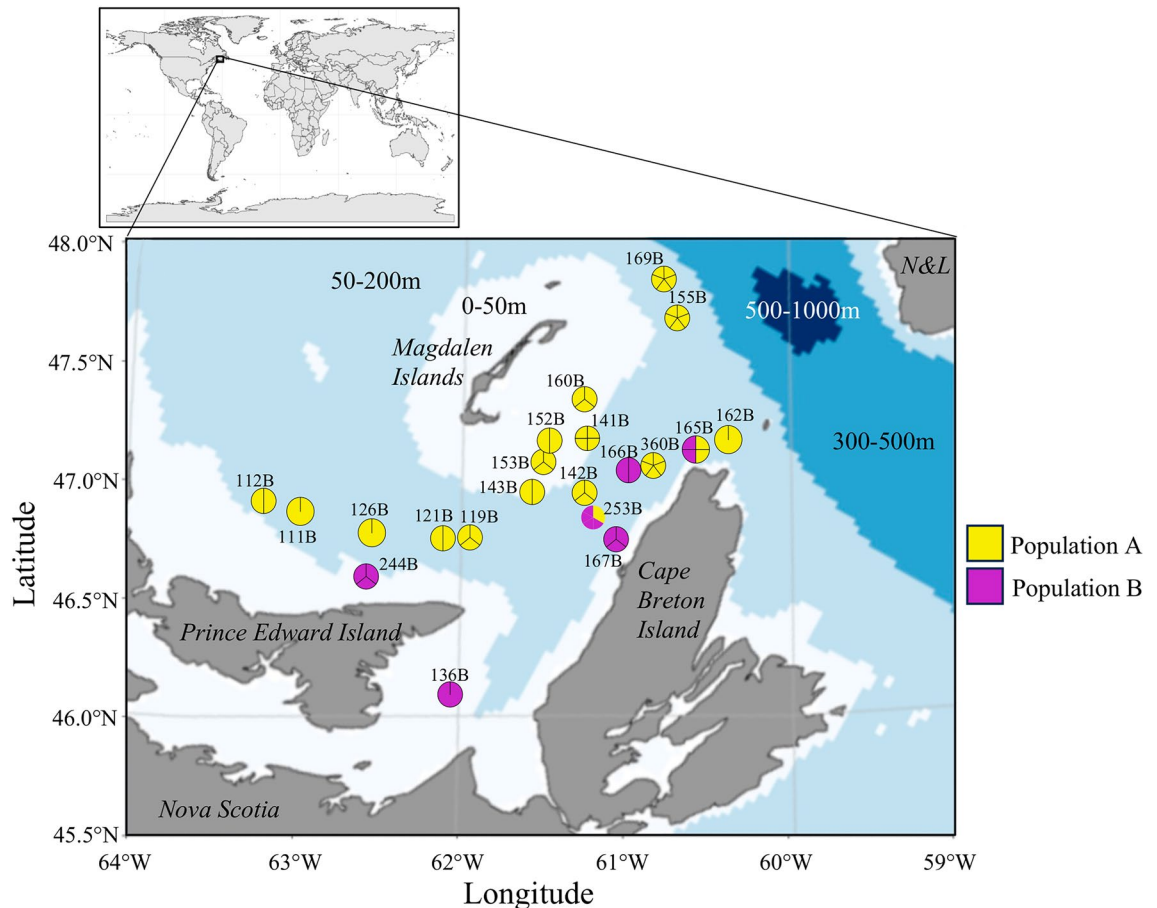 48.0°N
47.5°N
47.0°N
46.5°N
46.0°N
45.5°N
Latitude
64°W
63°W
62°W
61°W
60°W
59°W
Longitude
50-200m
0-50m
500-1000m
300-500m
N&L
Magdalen
Islands
Prince Edward Island
Cape
Breton
Island
Nova Scotia
169B
155B
160B
152B
141B
153B
143B
142B
166B
360B
165B
162B
253B
167B
112B
111B
126B
121B
119B
244B
136B
Population A
Population B